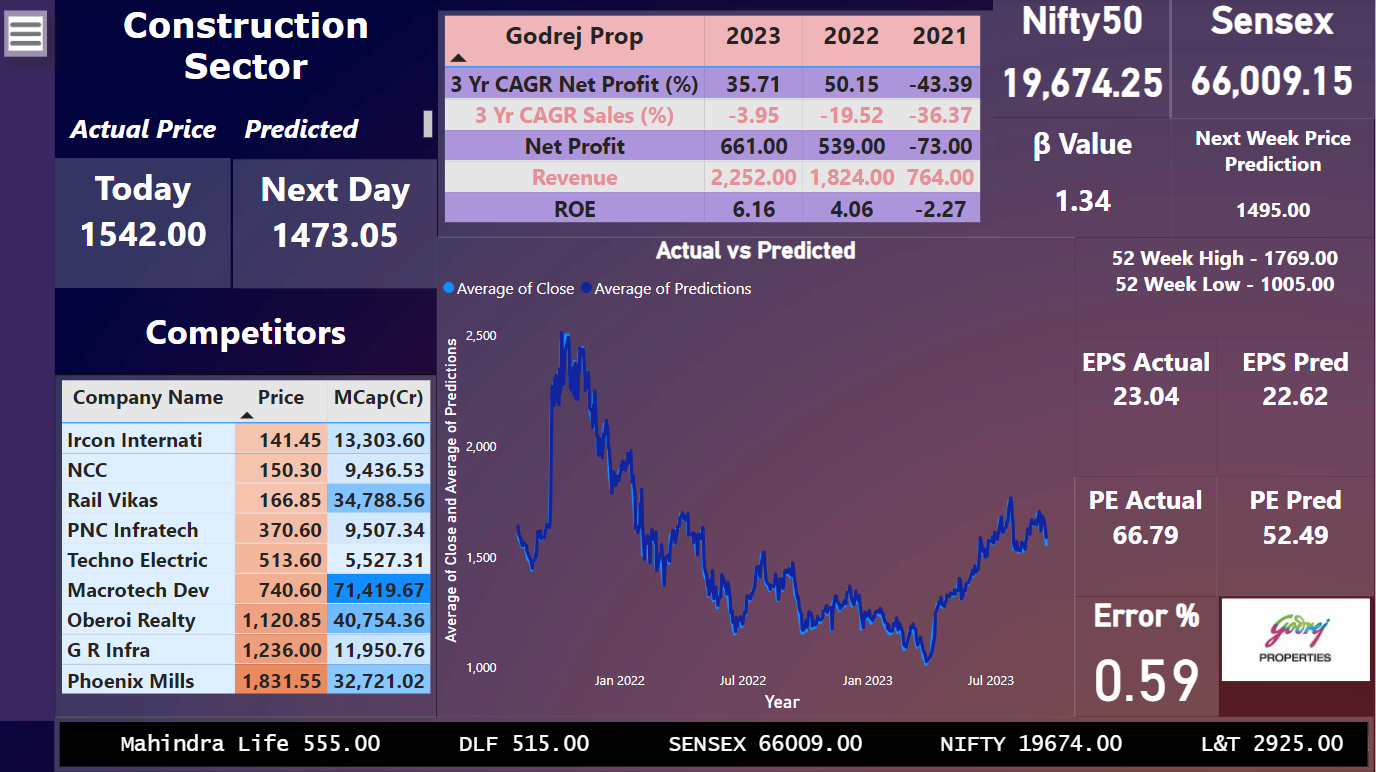 Construction
Sector
Actual Price Predicted
Today
1542.00
Next Day
1473.05
Competitors
Company Name Price MCap(Cr)
Ircon Internati 141.45 13,303.60
NCC 150.30 9,436.53
Rail Vikas 166.85 34,788.56
PNC Infratech 370.60 9,507.34
Techno Electric 513.60 5,527.31
Macrotech Dev 740.60 71,419.67
Oberoi Realty 1,120.85 40,754.36
G R Infra 1,236.00 11,950.76
Phoenix Mills 1,831.55 32,721.02
Godrej Prop 2023 2022 2021
3 Yr CAGR Net Profit (%) 35.71 50.15 -43.39
3 Yr CAGR Sales (%) -3.95 -19.52 -36.37
Net Profit 661.00 539.00 -73.00
Revenue 2,252.00 1,824.00 764.00
ROE 6.16 4.06 -2.27
Actual vs Predicted
Average of Close Average of Predictions
Average of Close and Average of Predictions
2,500
2,000
1,500
1,000
Jan 2022 Jul 2022 Jan 2023 Jul 2023
Year
Nifty50
19,674.25
Sensex
66,009.15
β Value
1.34
Next Week Price
Prediction
1495.00
52 Week High - 1769.00
52 Week Low - 1005.00
EPS Actual
23.04
EPS Pred
22.62
PE Actual
66.79
PE Pred
52.49
Error %
0.59
Godrej
PROPERTIES
Mahindra Life 555.00 DLF 515.00 SENSEX 66009.00 NIFTY 19674.00 L&T 2925.00